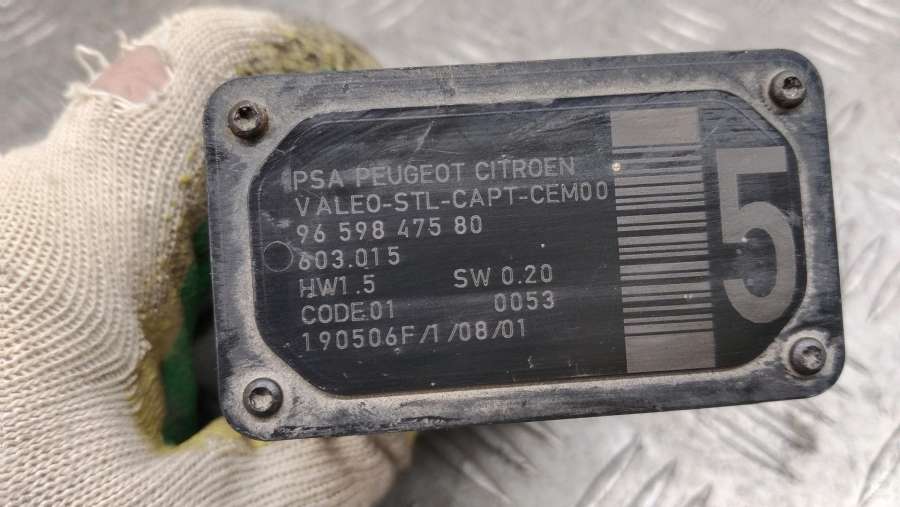 PSA PEUGEOT CITROEN
VALEO-STL-CAPT-CEM00
96 598 475 80
603.015
HW1.5 SW 0.20
CODE01 0053
190506F/1/08/01
5